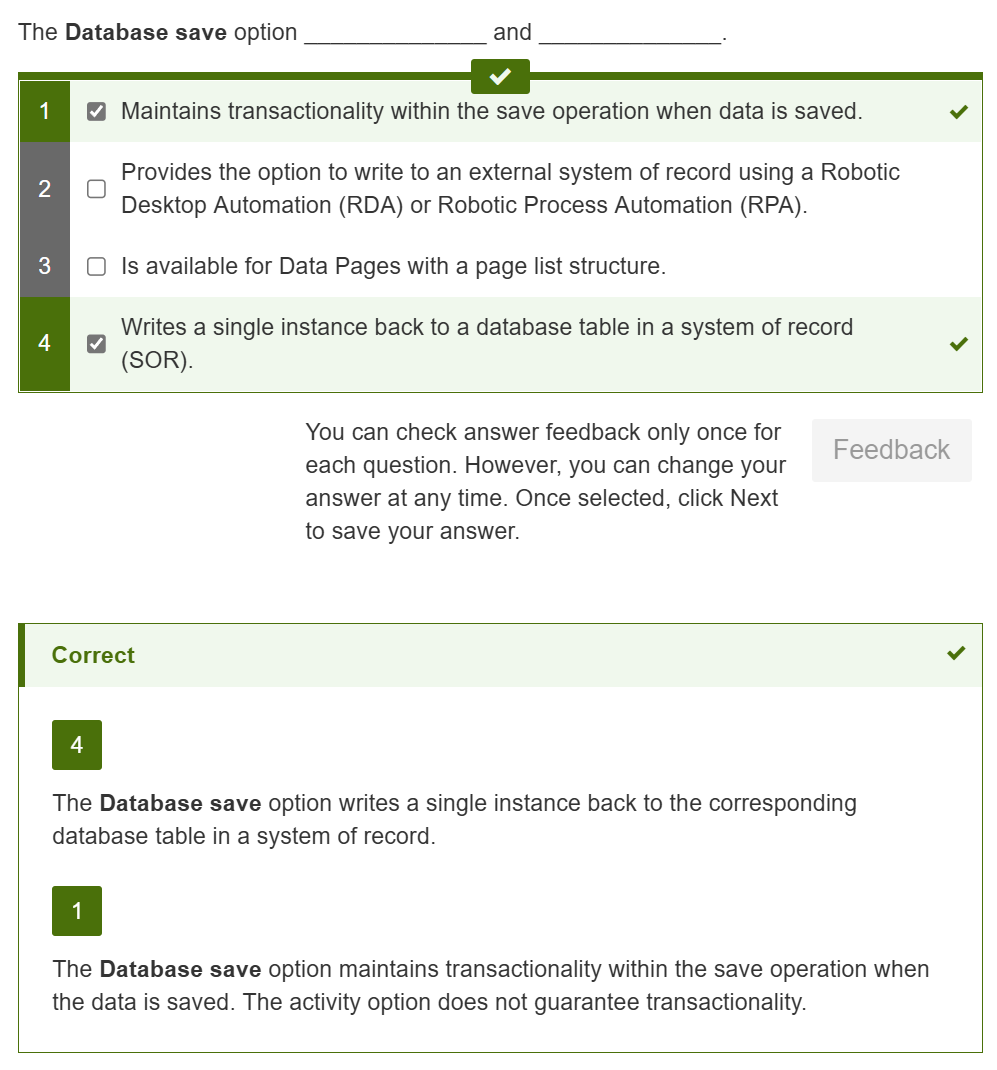 The Database save option ______________ and ______________.
1 Maintains transactionality within the save operation when data is saved.
2 Provides the option to write to an external system of record using a Robotic
Desktop Automation (RDA) or Robotic Process Automation (RPA).
3 Is available for Data Pages with a page list structure.
4 Writes a single instance back to a database table in a system of record
(SOR).
You can check answer feedback only once for
each question. However, you can change your
answer at any time. Once selected, click Next
to save your answer.
Feedback
Correct
4
The Database save option writes a single instance back to the corresponding
database table in a system of record.
1
The Database save option maintains transactionality within the save operation when
the data is saved. The activity option does not guarantee transactionality.